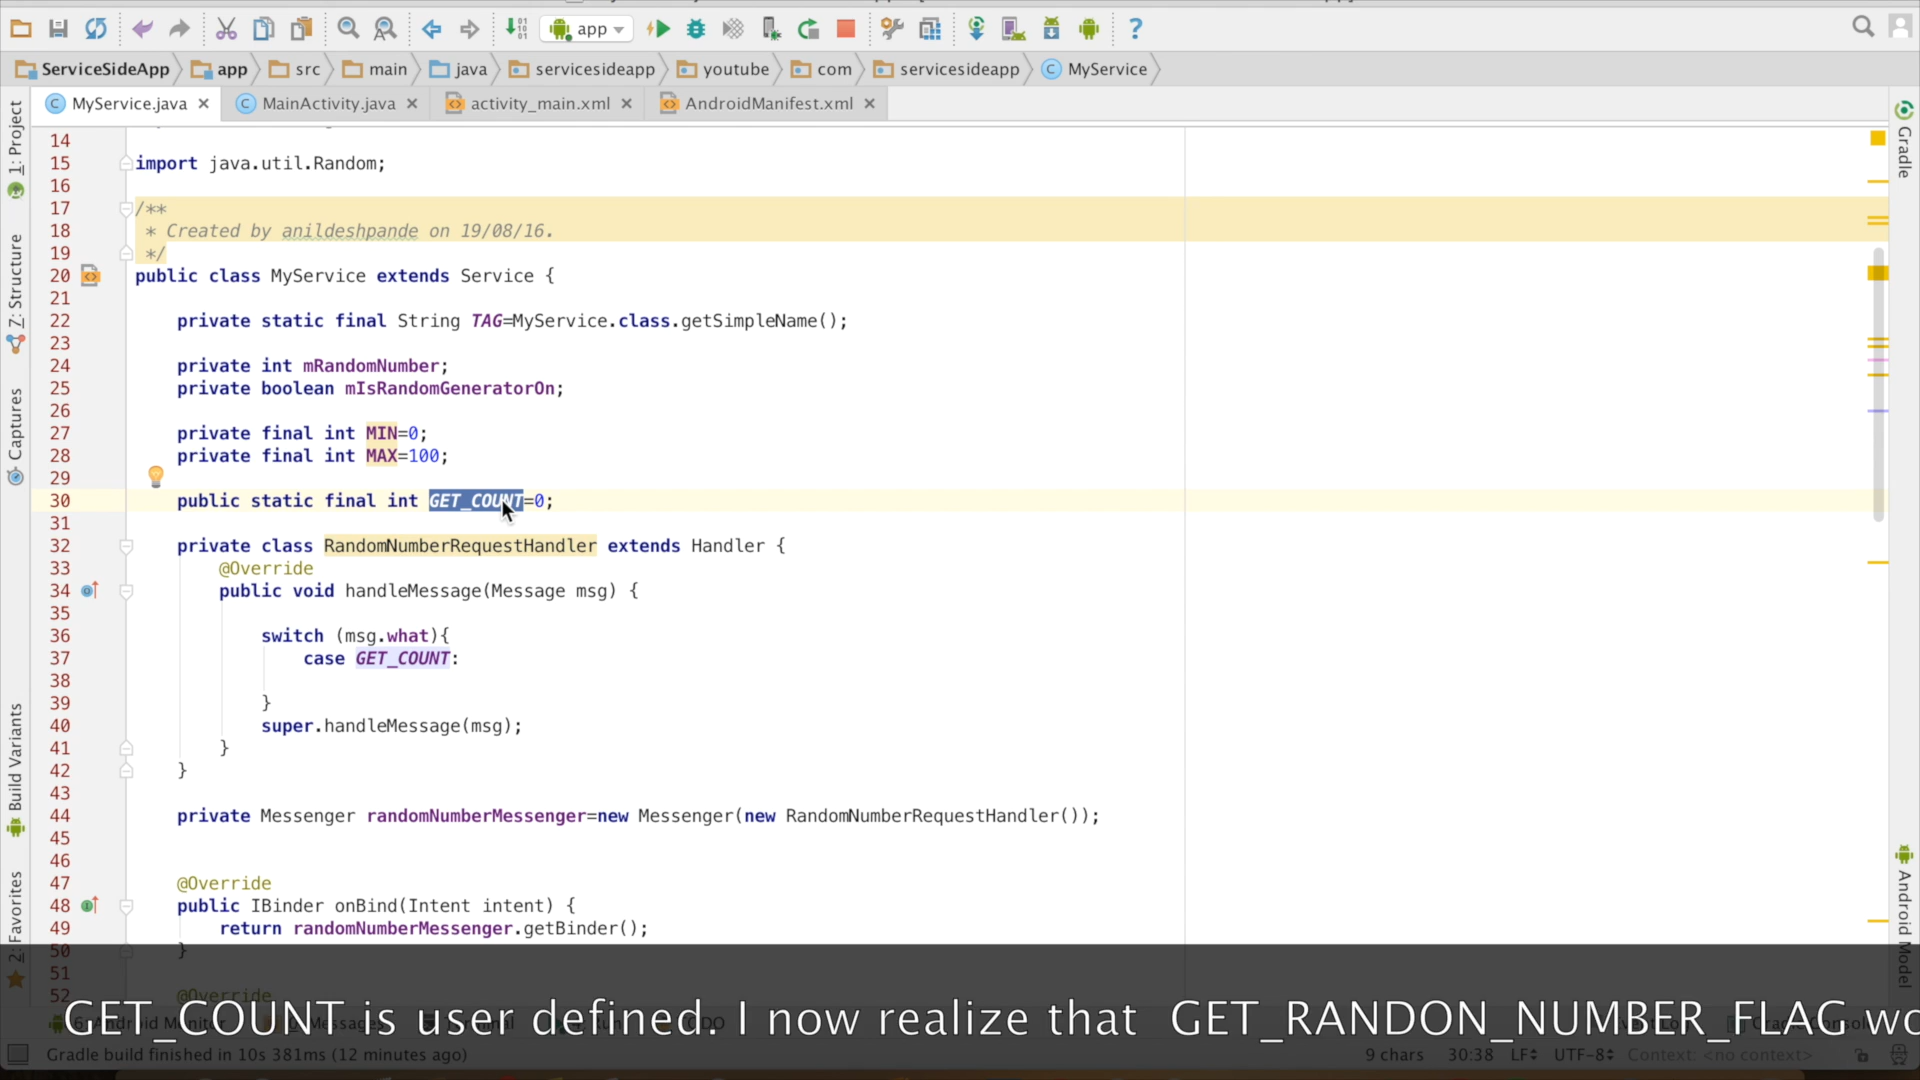 app
ServiceSideApp app src main java servicesideapp youtube com servicesideapp MyService
MyService.java MainActivity.java activity_main.xml AndroidManifest.xml
1: Project
Z: Structure
Captures
Build Variants
2: Favorites
14
15 import java.util.Random;
16
17 /**
18 * Created by anildeshpande on 19/08/16.
19 */
20 public class MyService extends Service {
21
22 private static final String TAG=MyService.class.getSimpleName();
23
24 private int mRandomNumber;
25 private boolean mIsRandomGeneratorOn;
26
27 private final int MIN=0;
28 private final int MAX=100;
29
30 public static final int GET_COUNT=0;
31
32 private class RandomNumberRequestHandler extends Handler {
33 @Override
34 public void handleMessage(Message msg) {
35
36 switch (msg.what){
37 case GET_COUNT:
38
39 }
40 super.handleMessage(msg);
41 }
42 }
43
44 private Messenger randomNumberMessenger=new Messenger(new RandomNumberRequestHandler());
45
46
47 @Override
48 public IBinder onBind(Intent intent) {
49 return randomNumberMessenger.getBinder();
50 }
51
52 @Override
Gradle
Android Model
GET_COUNT is user defined. I now realize that GET_RANDON_NUMBER_FLAG wo
Gradle build finished in 10s 381ms (12 minutes ago) 9 chars 30:38 LF UTF-8 Context: <no context>